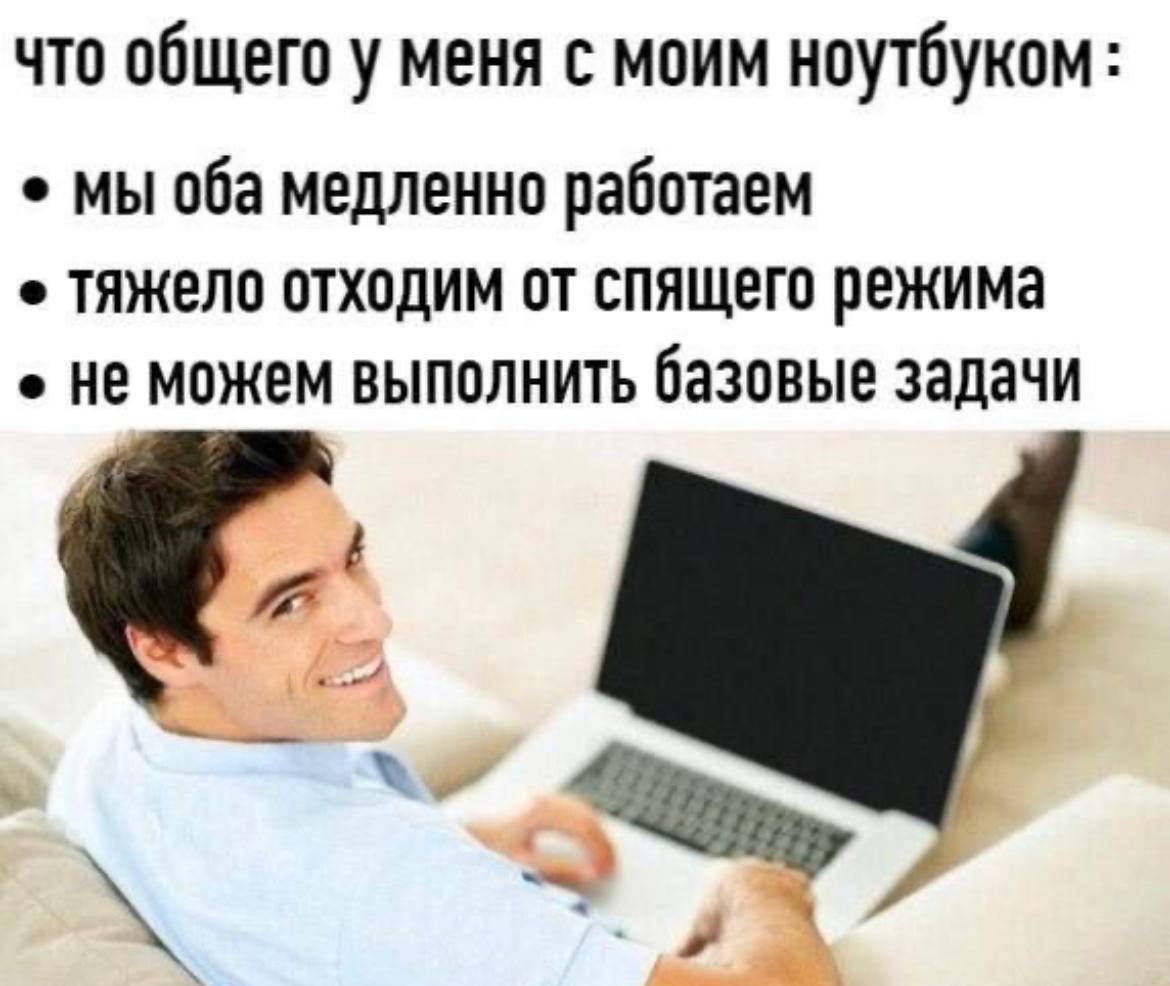 что общего у меня с моим ноутбуком:
• мы оба медленно работаем
• тяжело отходим от спящего режима
• не можем выполнить базовые задачи